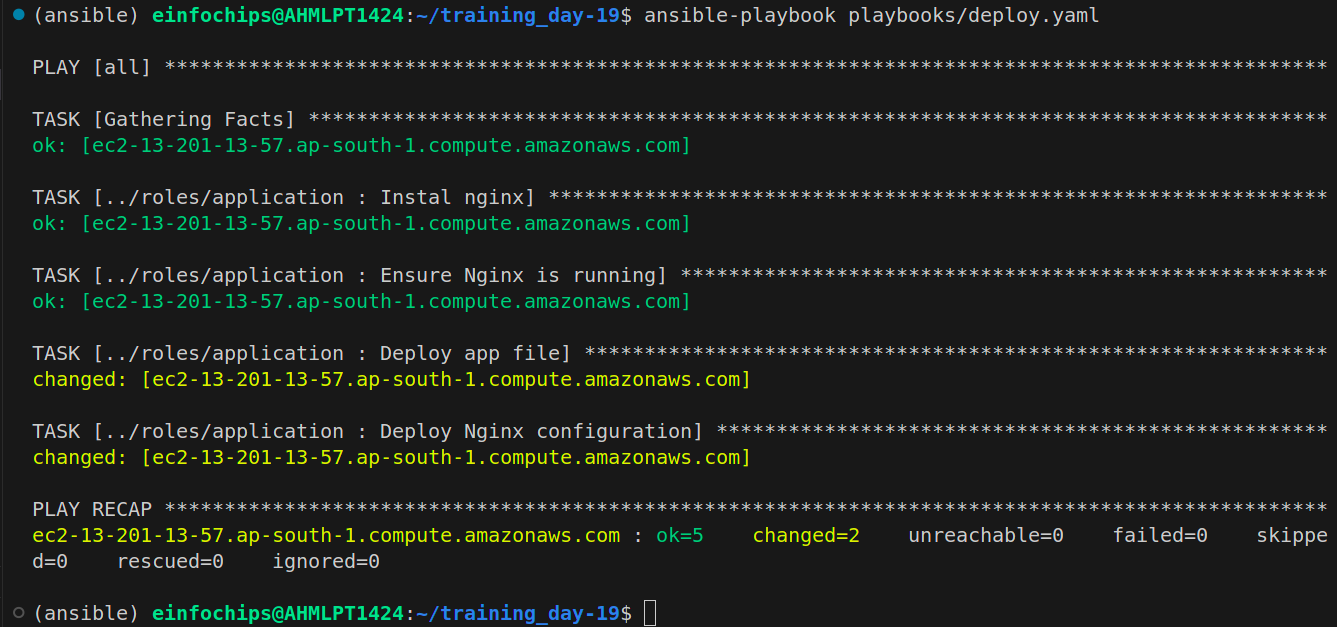 (ansible) einfochips@AHMLPT1424:~/training_day-19$ ansible-playbook playbooks/deploy.yaml
PLAY [all] *************************************************************************************************
TASK [Gathering Facts] *************************************************************************************
ok: [ec2-13-201-13-57.ap-south-1.compute.amazonaws.com]
TASK [../roles/application : Instal nginx] *****************************************************************
ok: [ec2-13-201-13-57.ap-south-1.compute.amazonaws.com]
TASK [../roles/application : Ensure Nginx is running] ******************************************************
ok: [ec2-13-201-13-57.ap-south-1.compute.amazonaws.com]
TASK [../roles/application : Deploy app file] **************************************************************
changed: [ec2-13-201-13-57.ap-south-1.compute.amazonaws.com]
TASK [../roles/application : Deploy Nginx configuration] ***************************************************
changed: [ec2-13-201-13-57.ap-south-1.compute.amazonaws.com]
PLAY RECAP *************************************************************************************************
ec2-13-201-13-57.ap-south-1.compute.amazonaws.com : ok=5    changed=2    unreachable=0    failed=0    skippe
d=0    rescued=0    ignored=0
(ansible) einfochips@AHMLPT1424:~/training_day-19$